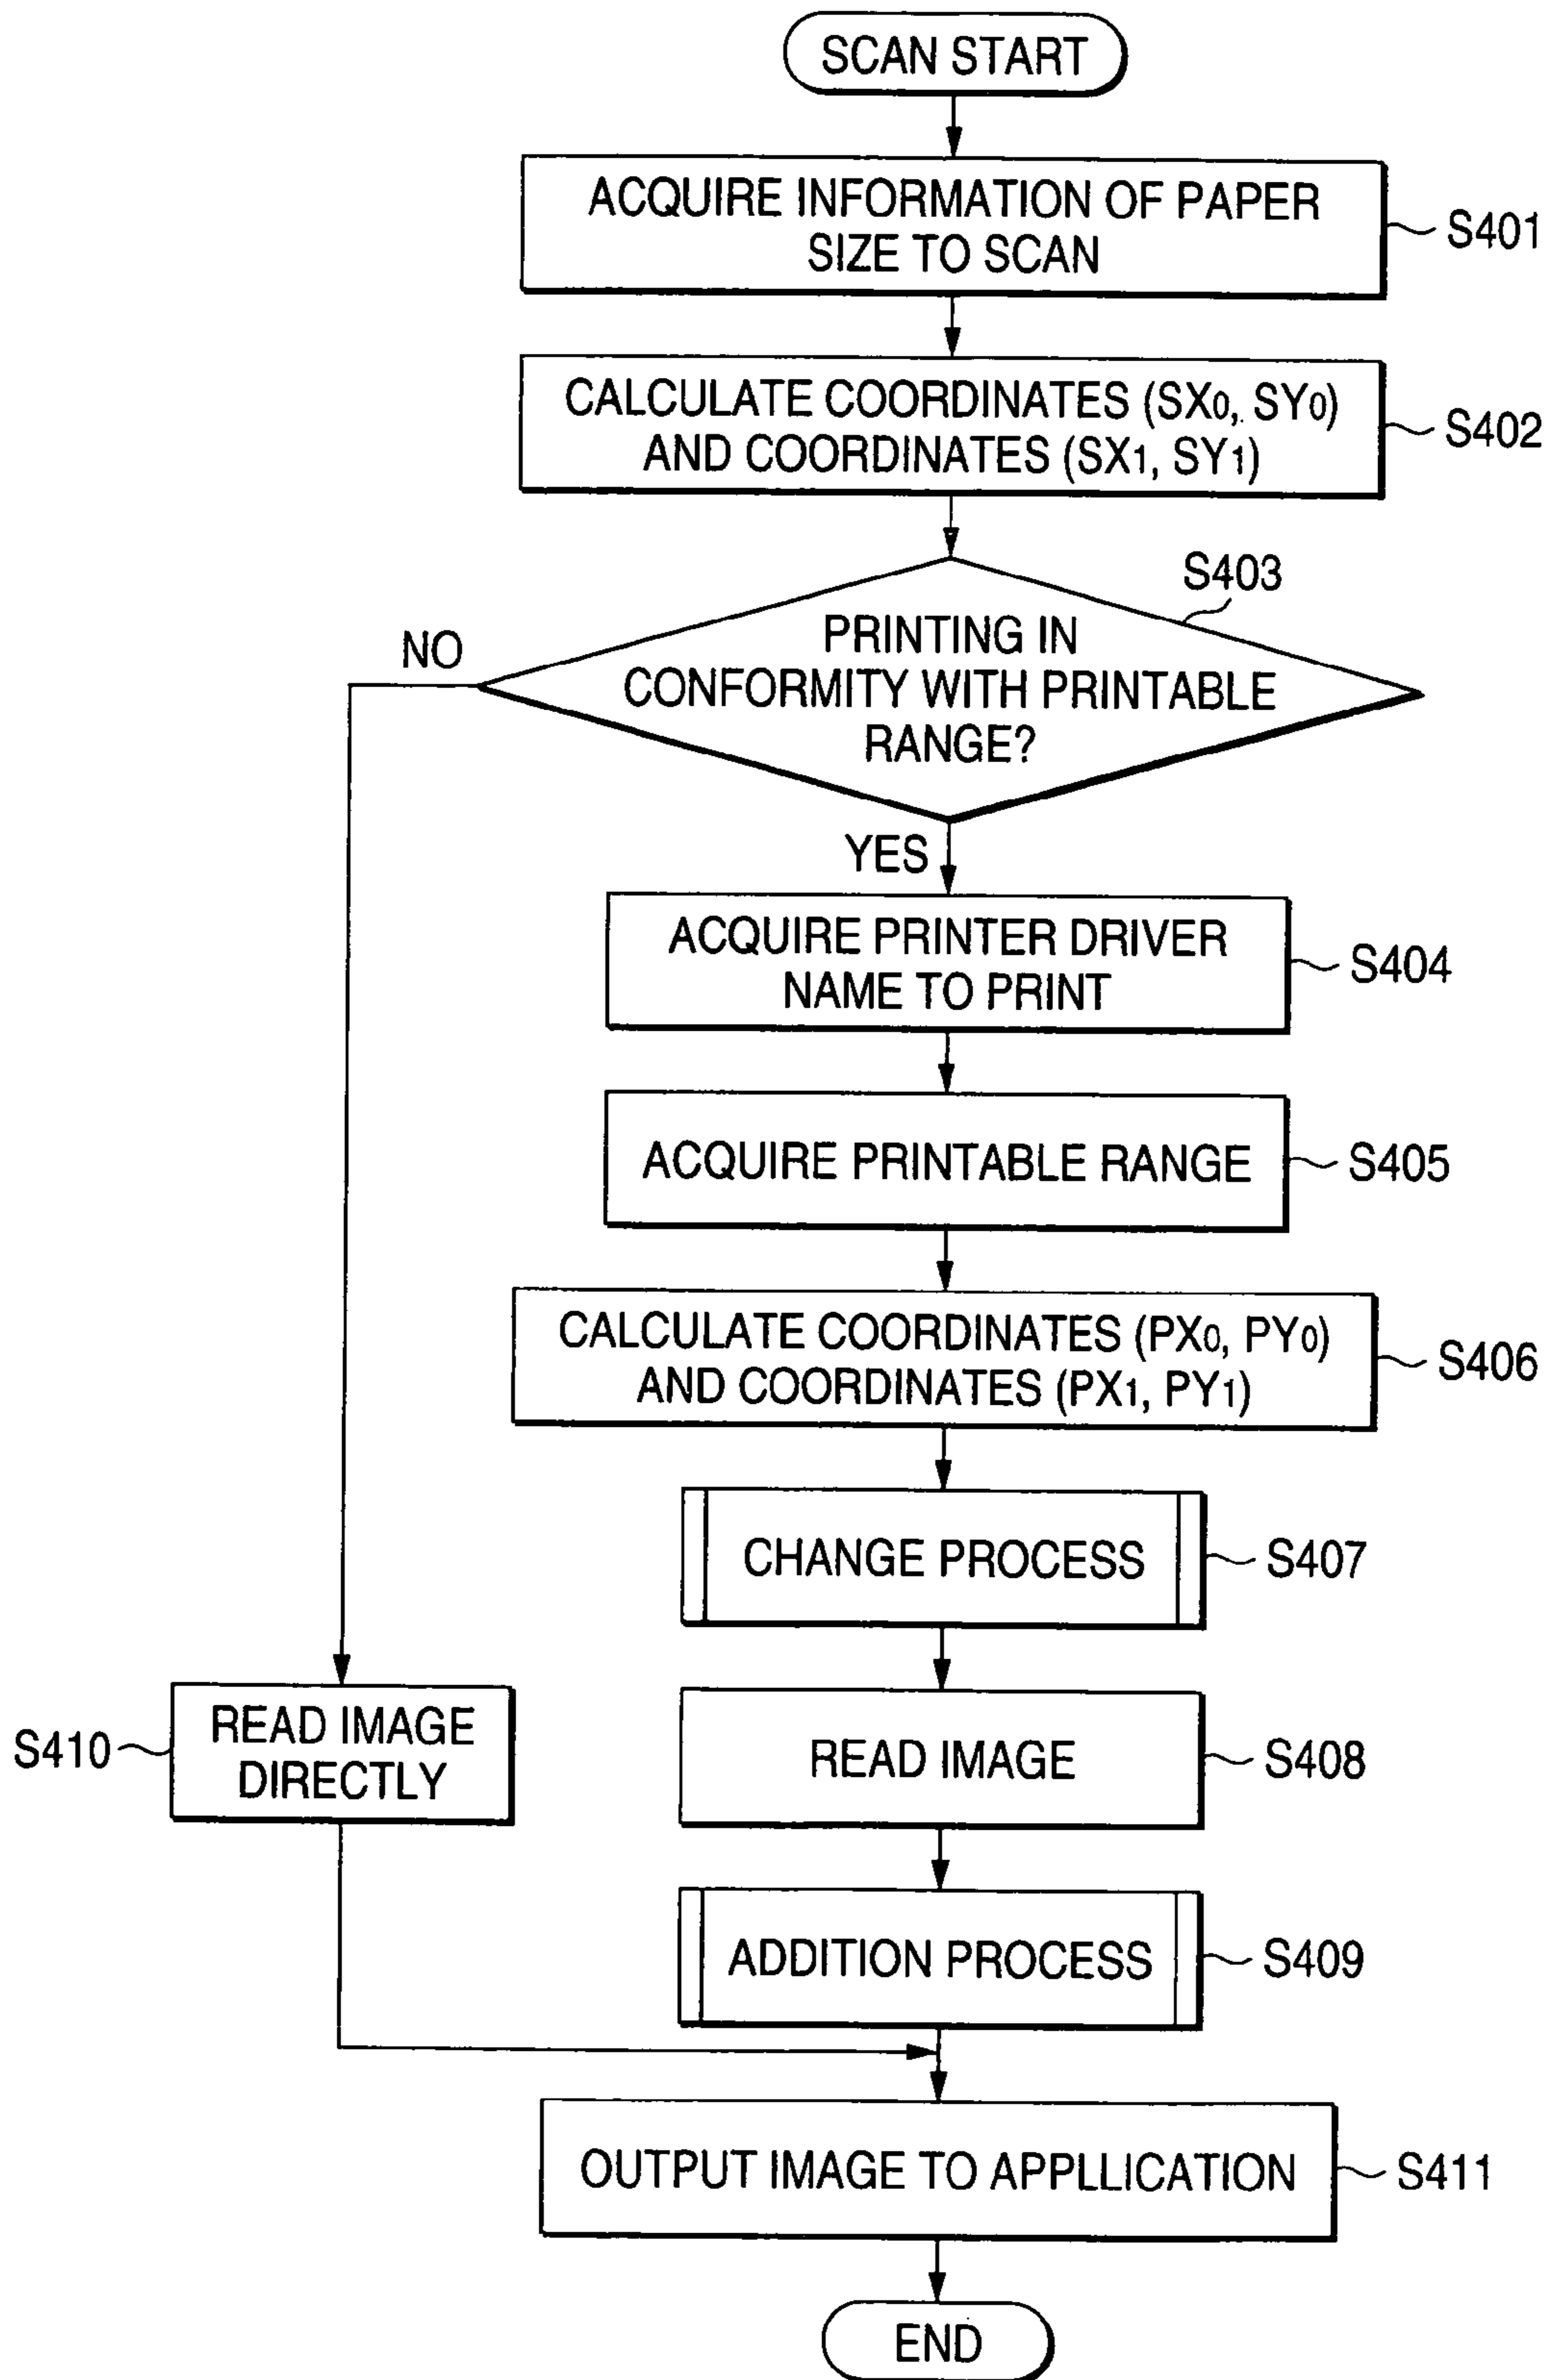 SCAN START
ACQUIRE INFORMATION OF PAPER
SIZE TO SCAN
S401
CALCULATE COORDINATES (SX0, SY0)
AND COORDINATES (SX1, SY1)
S402
S403
PRINTING IN
CONFORMITY WITH PRINTABLE
RANGE?
NO
YES
ACQUIRE PRINTER DRIVER
NAME TO PRINT
S404
ACQUIRE PRINTABLE RANGE
S405
CALCULATE COORDINATES (PX0, PY0)
AND COORDINATES (PX1, PY1)
S406
CHANGE PROCESS
S407
S410
READ IMAGE
DIRECTLY
READ IMAGE
S408
ADDITION PROCESS
S409
OUTPUT IMAGE TO APPLLICATION
S411
END